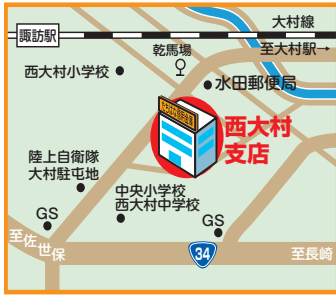 大村線
諏訪駅
至大村駅→
乾馬場
西大村小学校
水田郵便局
西大村
支店
陸上自衛隊
大村駐屯地
中央小学校
西大村中学校
GS
GS
至佐世保
34
至長崎